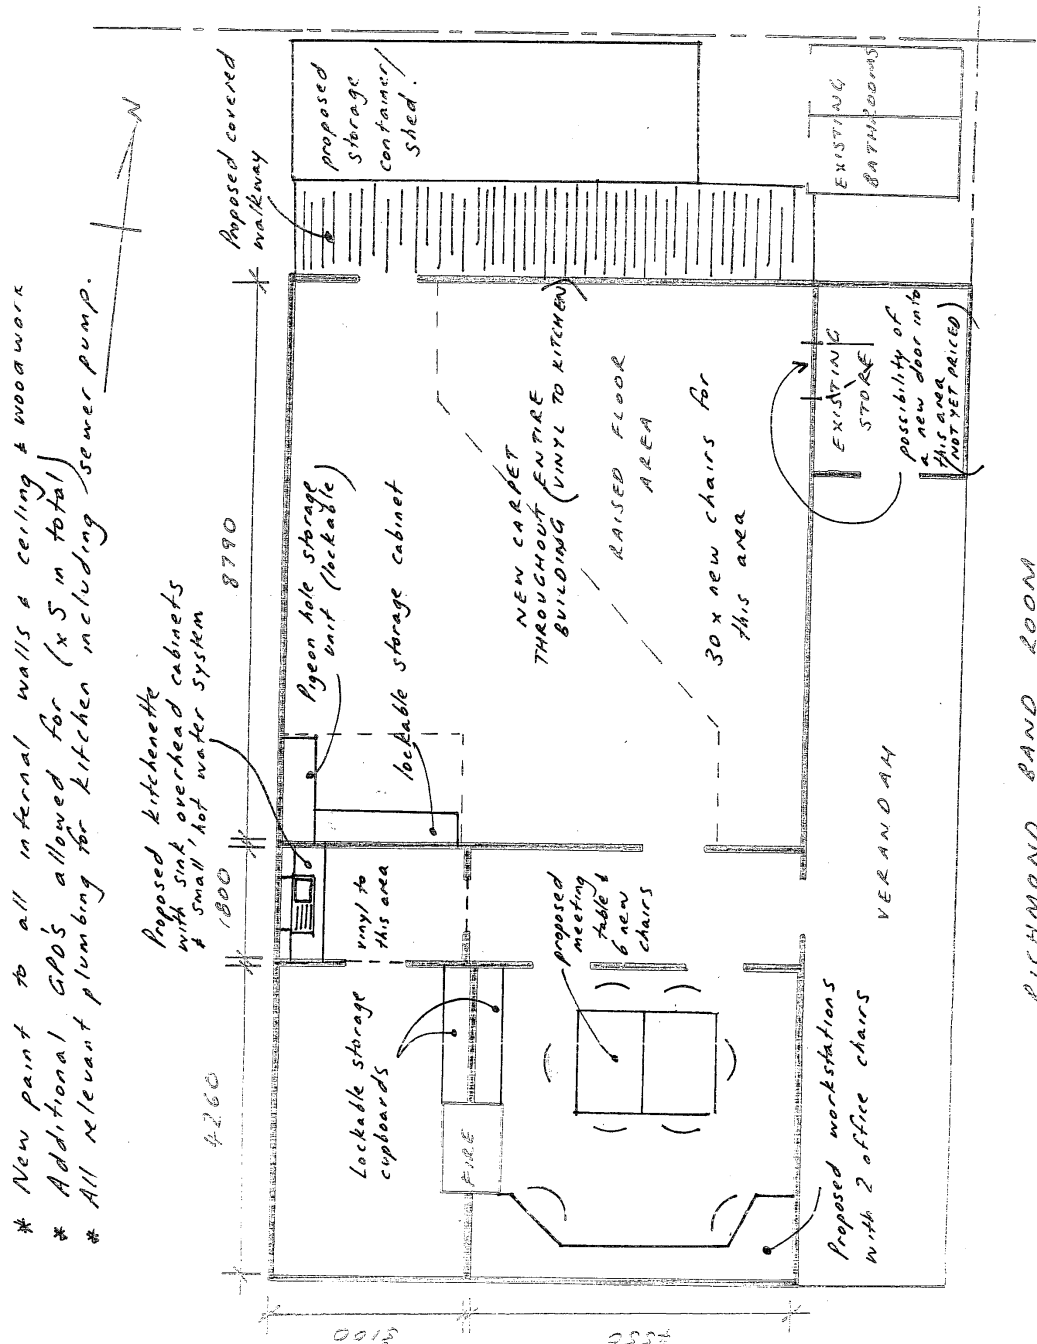 * New paint to all internal walls & ceiling & woodwork
* Additional GPO's allowed for (x 5 in total)
* All relevant plumbing for kitchen including sewer pump.
N
Proposed covered
walkway
proposed
storage
container/
shed.
EXISTING
BATHROOMS
8790
1800
4260
Proposed kitchenette
with sink overhead cabinets
& small hot water system
Pigeon hole storage
unit (lockable)
lockable storage cabinet
NEW CARPET
THROUGHOUT ENTIRE
BUILDING (VINYL TO KITCHEN)
RAISED FLOOR
AREA
30 x new chairs for
this area
EXISTING
STORE
possibility of
a new door into
this area
(NOT YET PRICED)
vinyl to
this area
proposed
meeting
table &
6 new
chairs
Lockable storage
cupboards
FIRE
Proposed workstations
with 2 office chairs
VERANDAH
RICHMOND BAND ROOM